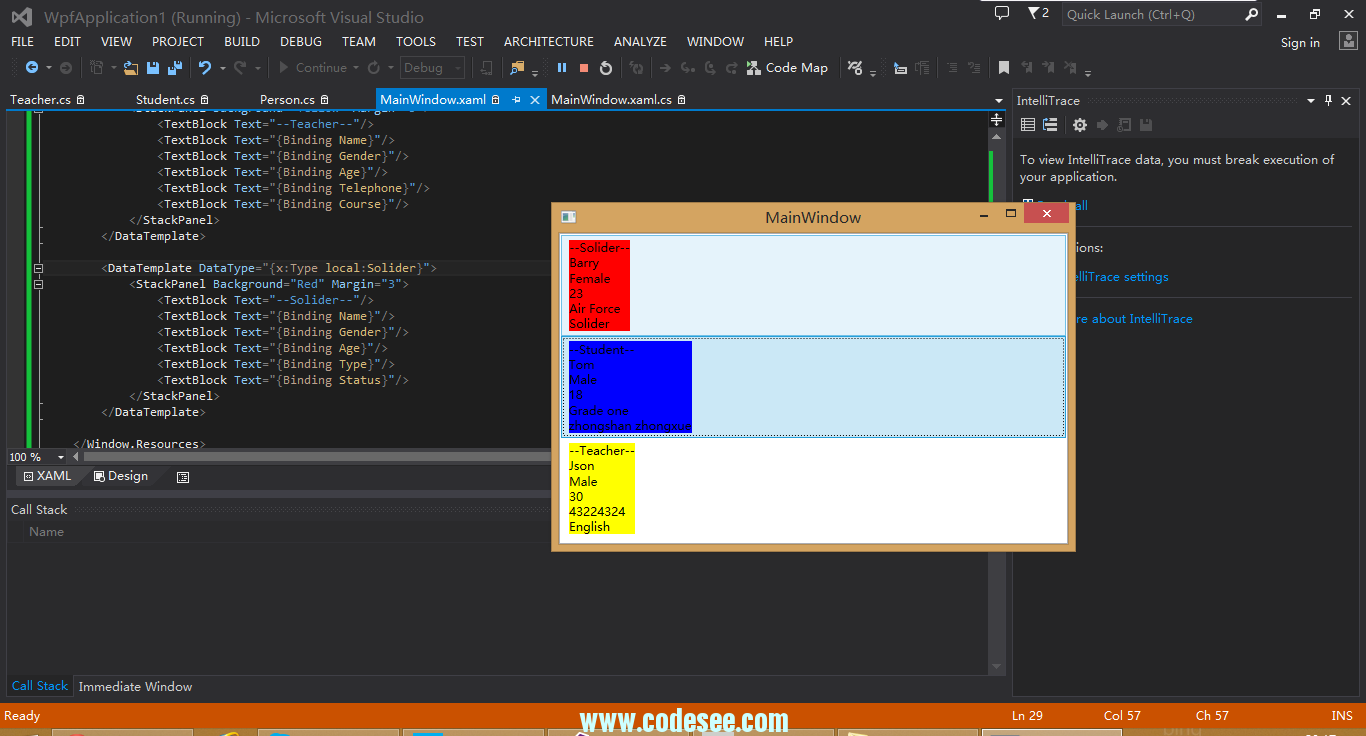 WpfApplication1 (Running) - Microsoft Visual Studio
2
Quick Launch (Ctrl+Q)
FILE EDIT VIEW PROJECT BUILD DEBUG TEAM TOOLS TEST ARCHITECTURE ANALYZE WINDOW HELP
Sign in
Continue Debug Code Map
Teacher.cs Student.cs Person.cs MainWindow.xaml MainWindow.xaml.cs
<TextBlock Text="--Teacher--"/>
<TextBlock Text="{Binding Name}"/>
<TextBlock Text="{Binding Gender}"/>
<TextBlock Text="{Binding Age}"/>
<TextBlock Text="{Binding Telephone}"/>
<TextBlock Text="{Binding Course}"/>
</StackPanel>
</DataTemplate>
<DataTemplate DataType="{x:Type local:Solider}">
<StackPanel Background="Red" Margin="3">
<TextBlock Text="--Solider--"/>
<TextBlock Text="{Binding Name}"/>
<TextBlock Text="{Binding Gender}"/>
<TextBlock Text="{Binding Age}"/>
<TextBlock Text="{Binding Type}"/>
<TextBlock Text="{Binding Status}"/>
</StackPanel>
</DataTemplate>
</Window.Resources>
100 %
XAML Design
Call Stack
Name
Call Stack Immediate Window
MainWindow
--Solider--
Barry
Female
23
Air Force
Solider
--Student--
Tom
Male
18
Grade one
zhongshan zhongxue
--Teacher--
Json
Male
30
43224324
English
IntelliTrace
To view IntelliTrace data, you must break execution of
your application.
all
ions:
elliTrace settings
re about IntelliTrace
Ready
www.codesee.com
Ln 29 Col 57 Ch 57 INS